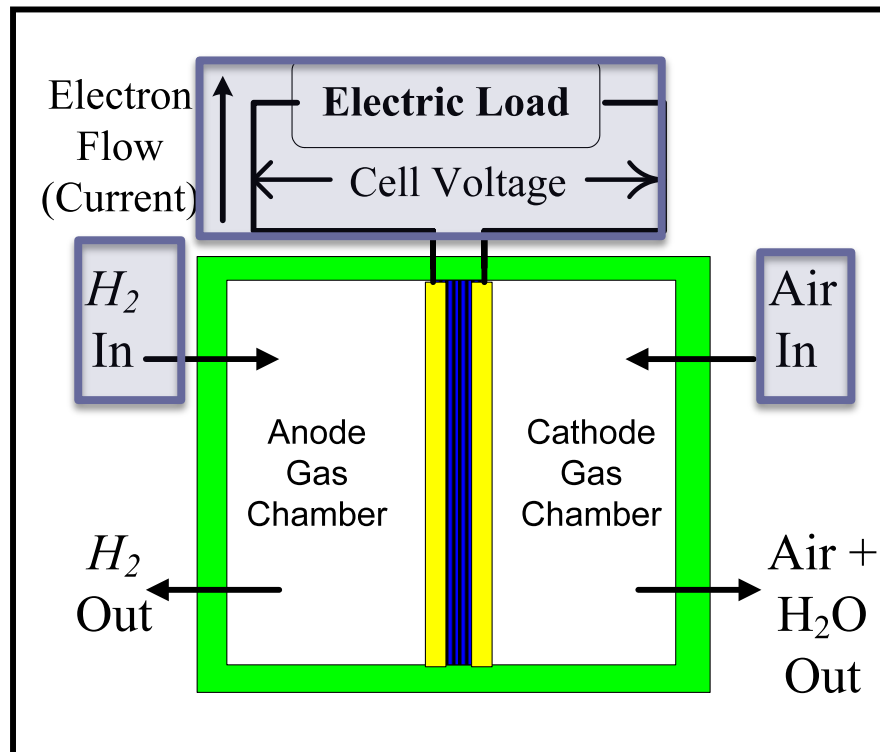 Electron
Flow
(Current)
Electric Load
Cell Voltage
H₂
In
Air
In
Anode
Gas
Chamber
Cathode
Gas
Chamber
H₂
Out
Air +
H₂O
Out